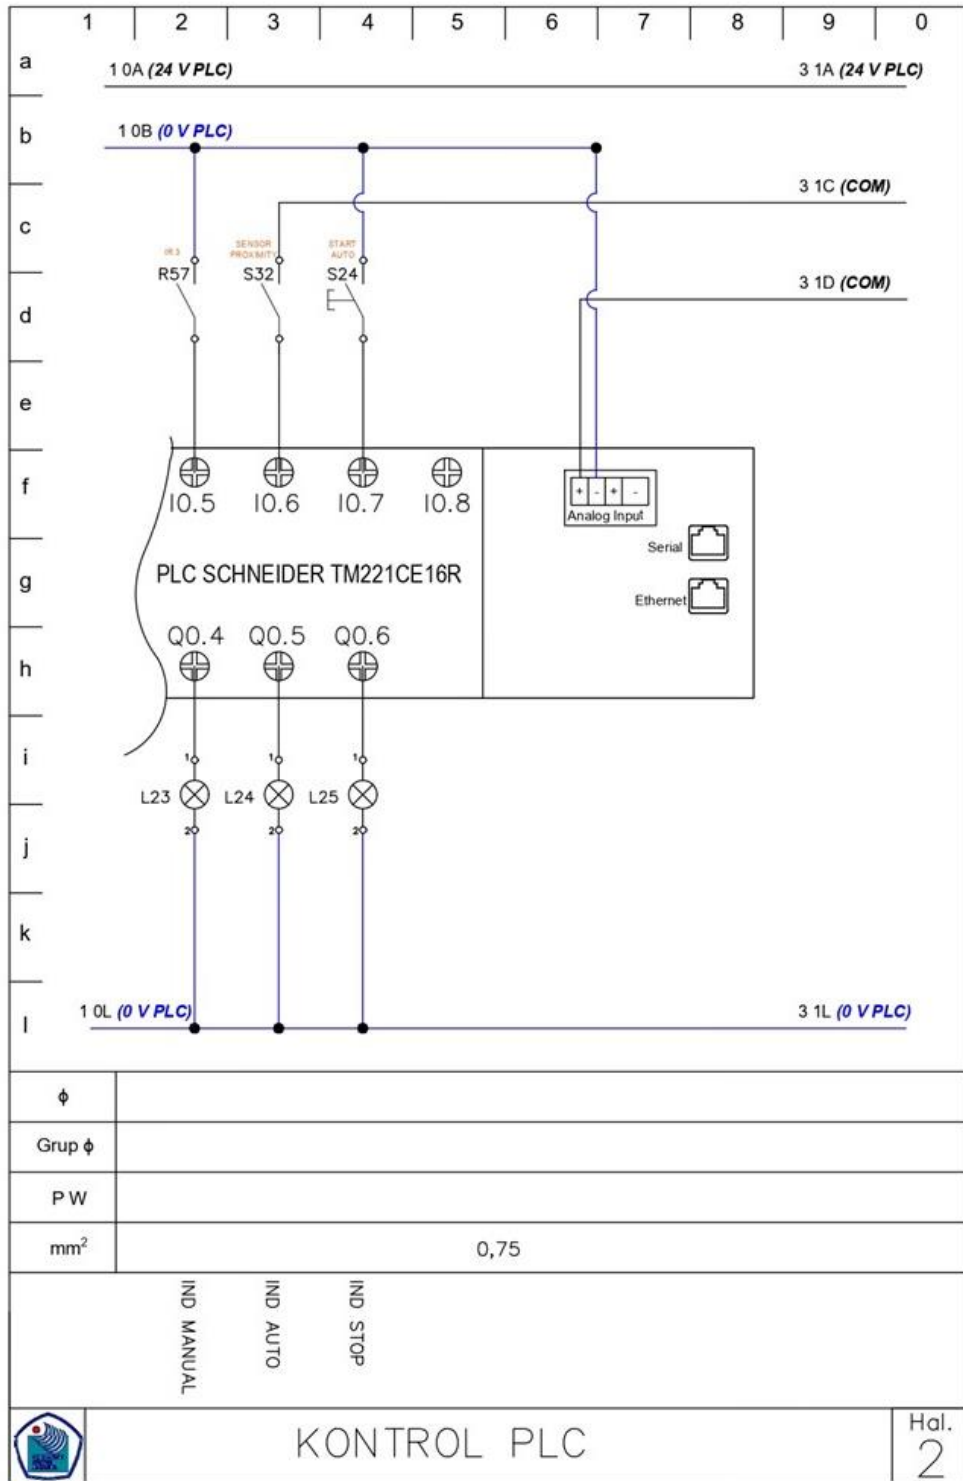 1 2 3 4 5 6 7 8 9 0
a
1 0A (24 V PLC) 3 1A (24 V PLC)
b
1 0B (0 V PLC)
3 1C (COM)
c
IR 3
R57
SENSOR
PROXIMITY
S32
START
AUTO
S24
3 1D (COM)
d
e
f
I0.5 I0.6 I0.7 I0.8
+ - + -
Analog Input
Serial
g
PLC SCHNEIDER TM221CE16R
Ethernet
Q0.4 Q0.5 Q0.6
h
i
1 1 1
L23 L24 L25
2 2 2
j
k
1 0L (0 V PLC) 3 1L (0 V PLC)
l
ϕ
Grup ϕ
P W
mm² 0,75
IND MANUAL
IND AUTO
IND STOP
KONTROL PLC
Hal.
2